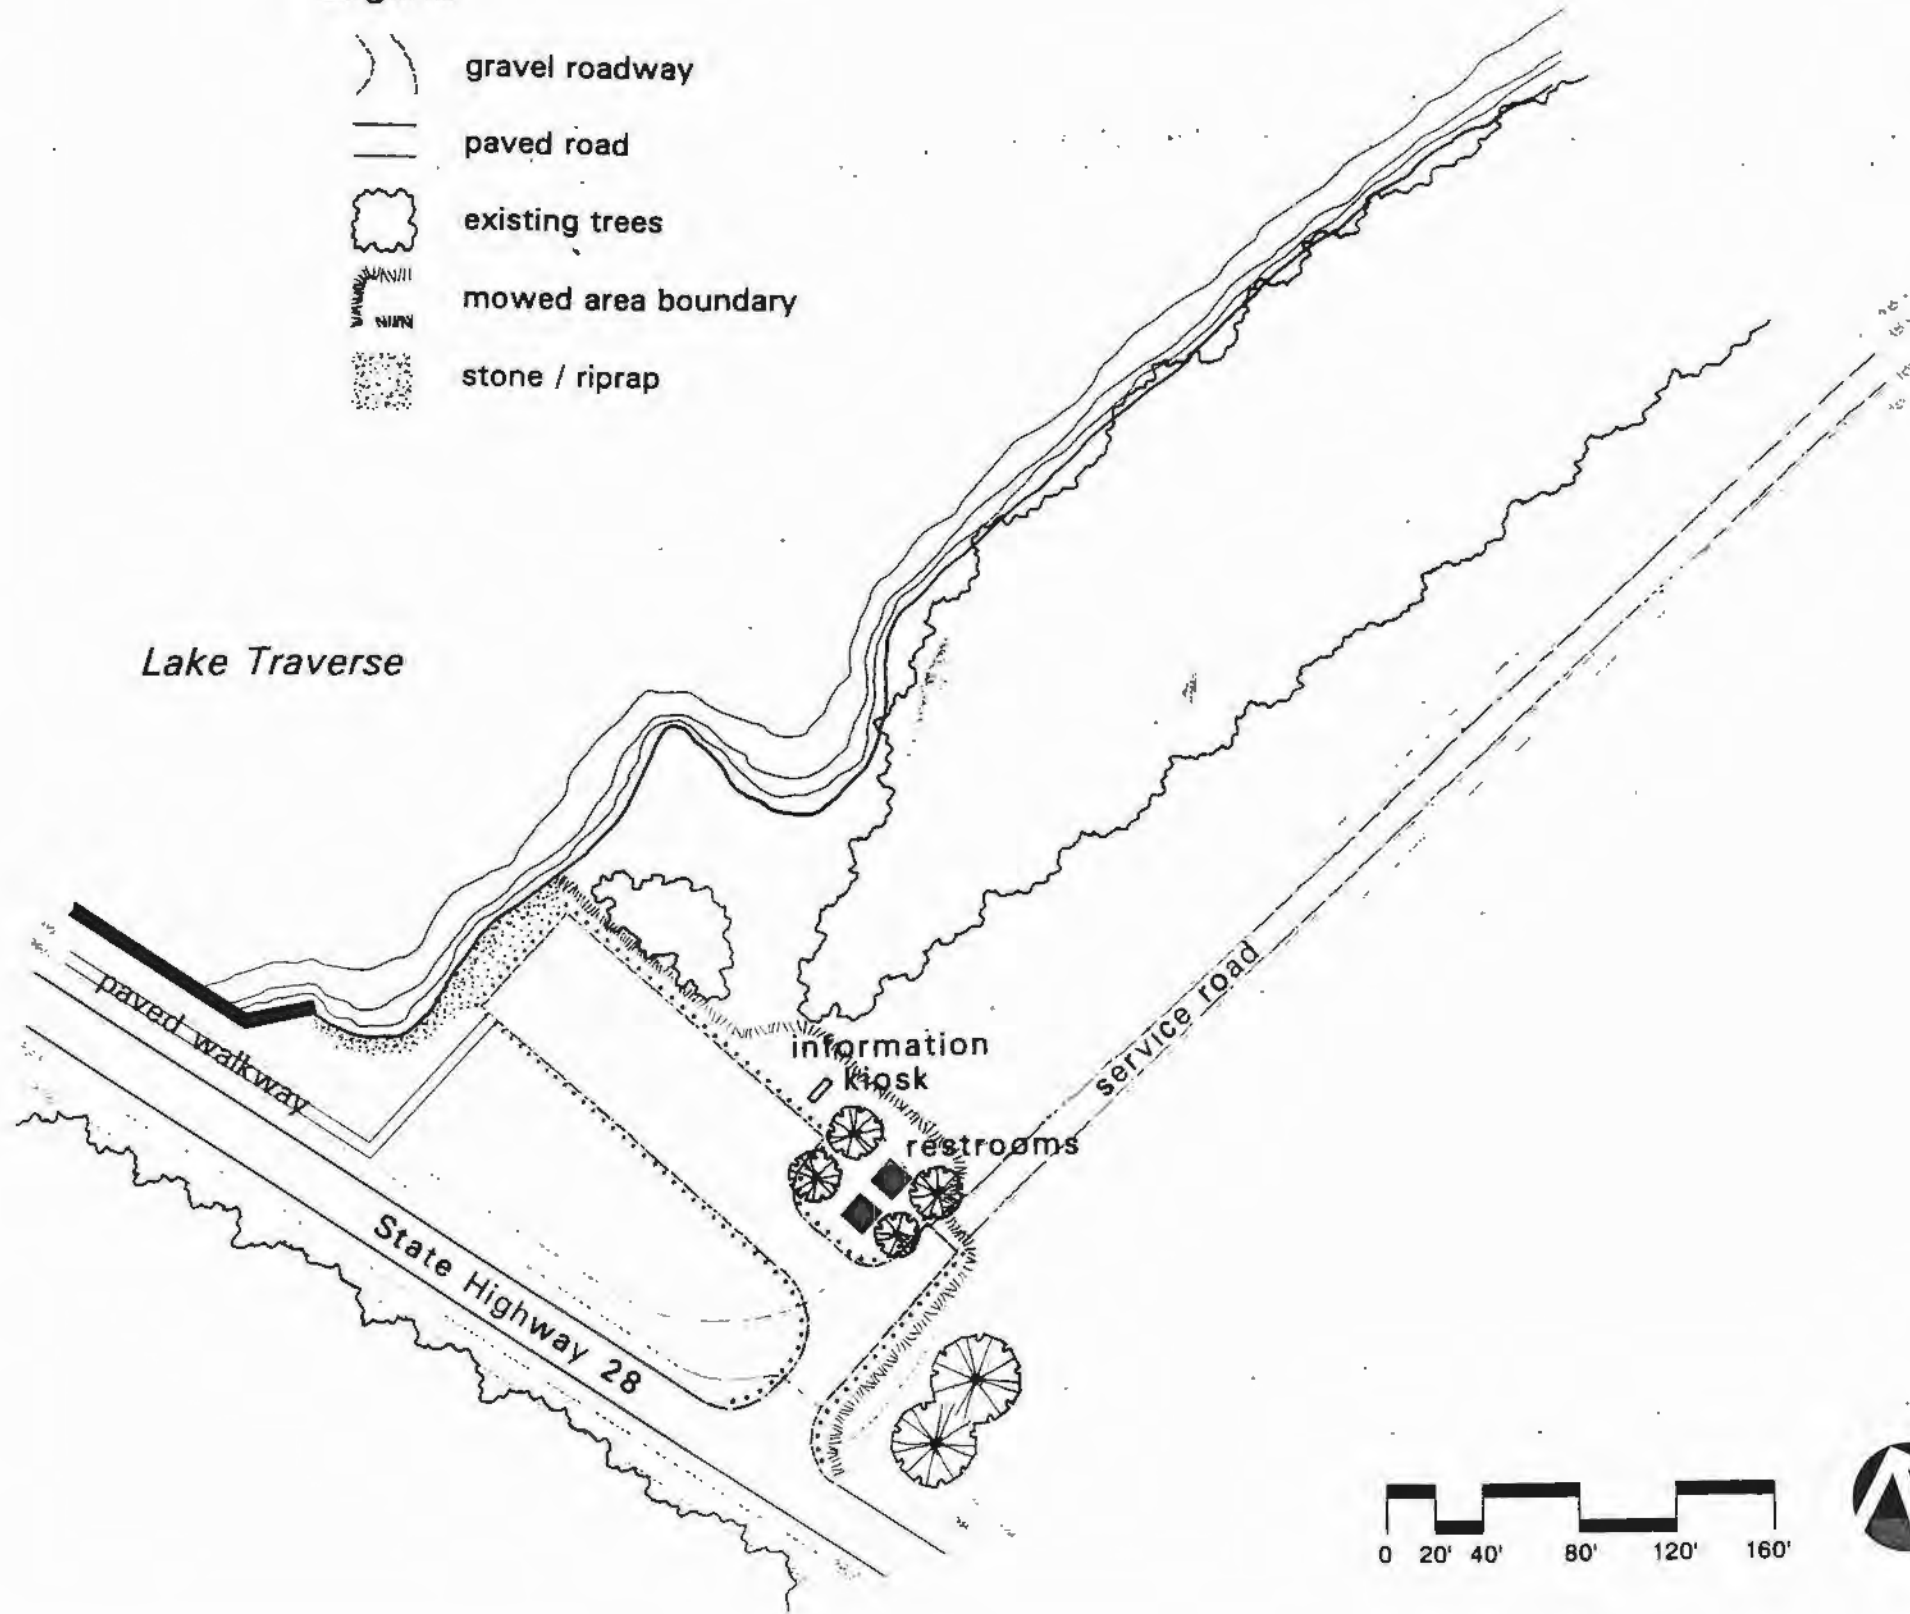 gravel roadway
paved road
existing trees
mowed area boundary
stone / riprap
Lake Traverse
paved walkway
information
kiosk
restrooms
service road
State Highway 28
0 20' 40' 80' 120' 160'